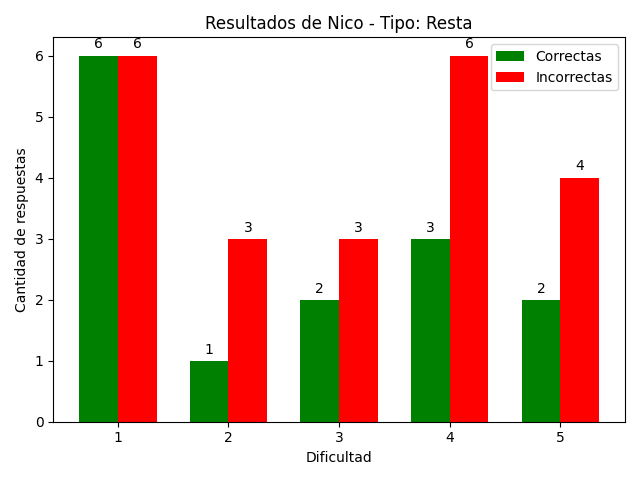 Resultados de Nico - Tipo: Resta
Correctas
Incorrectas
6 6
1 3
2 3
3 6
2 4
Cantidad de respuestas
6
5
4
3
2
1
0
1 2 3 4 5
Dificultad